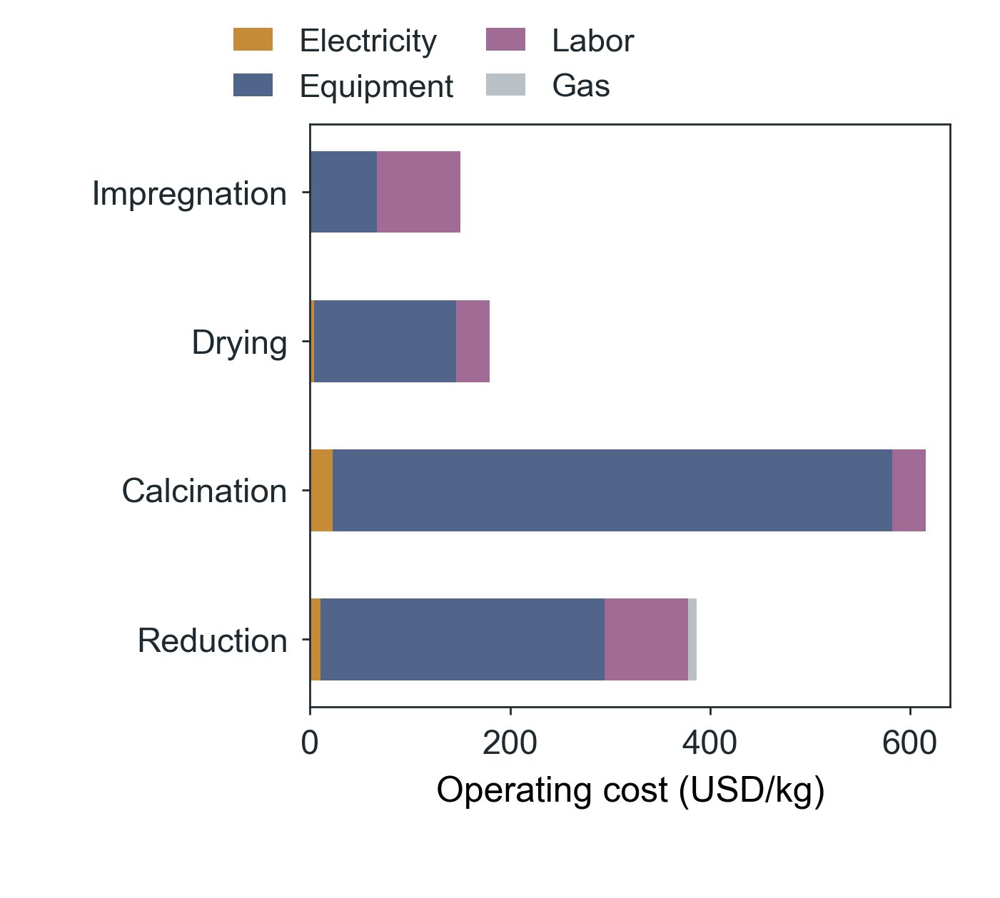 Electricity
Labor
Equipment
Gas
Impregnation
Drying
Calcination
Reduction
0 200 400 600
Operating cost (USD/kg)